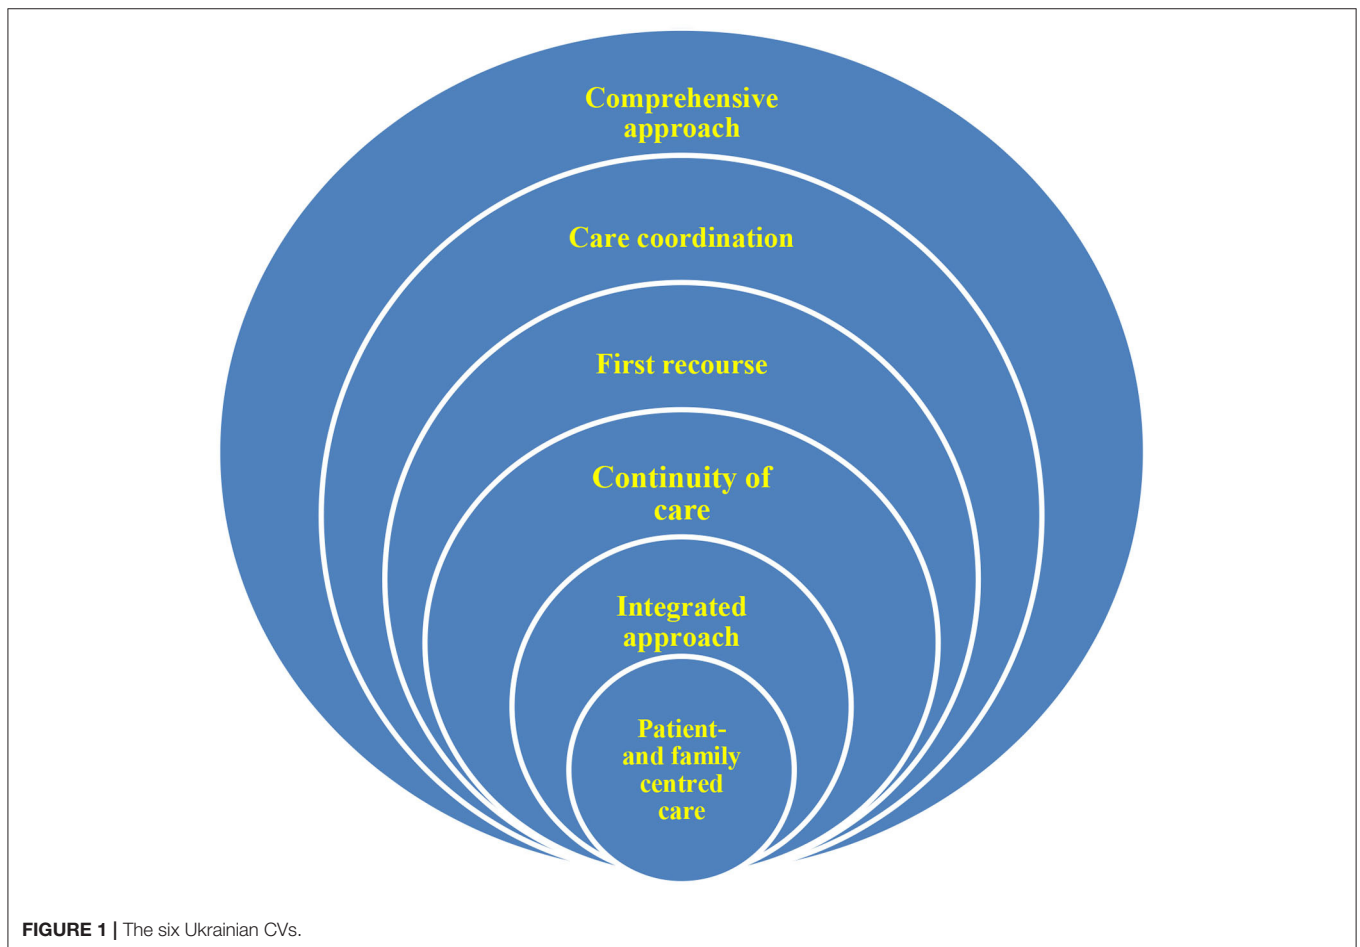 Comprehensive
approach
Care coordination
First recourse
Continuity of
care
Integrated
approach
Patient-
and family
centred
care
FIGURE 1 | The six Ukrainian CVs.